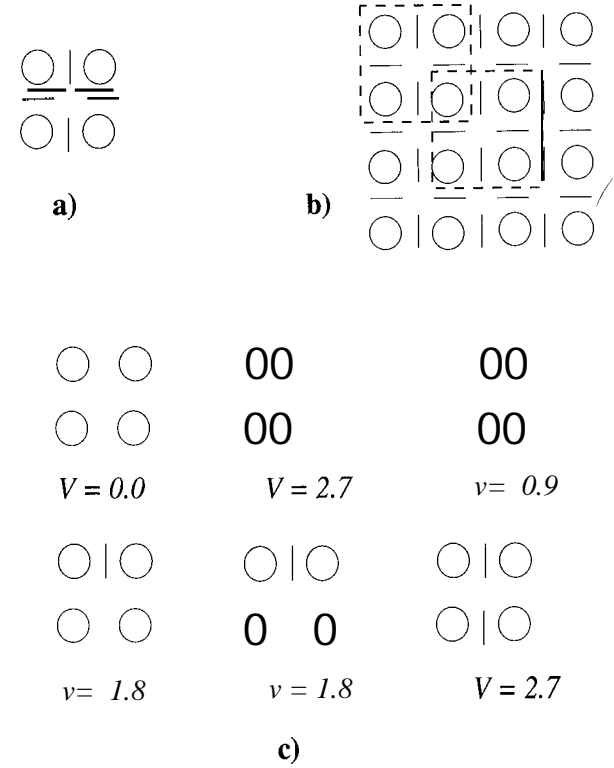 a)
b)
00 00
00 00
V = 0.0 V = 2.7 v= 0.9
0 0
v= 1.8 v = 1.8 V = 2.7
c)